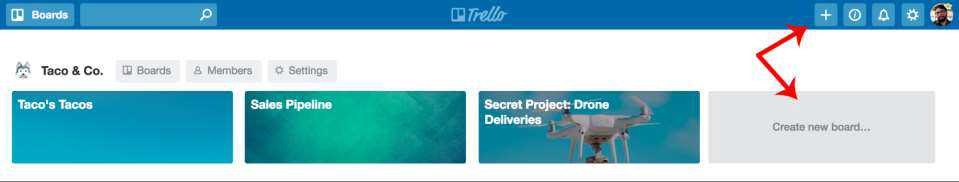 Boards
Trello
Taco & Co.
Boards
Members
Settings
Taco's Tacos
Sales Pipeline
Secret Project: Drone
Deliveries
Create new board...